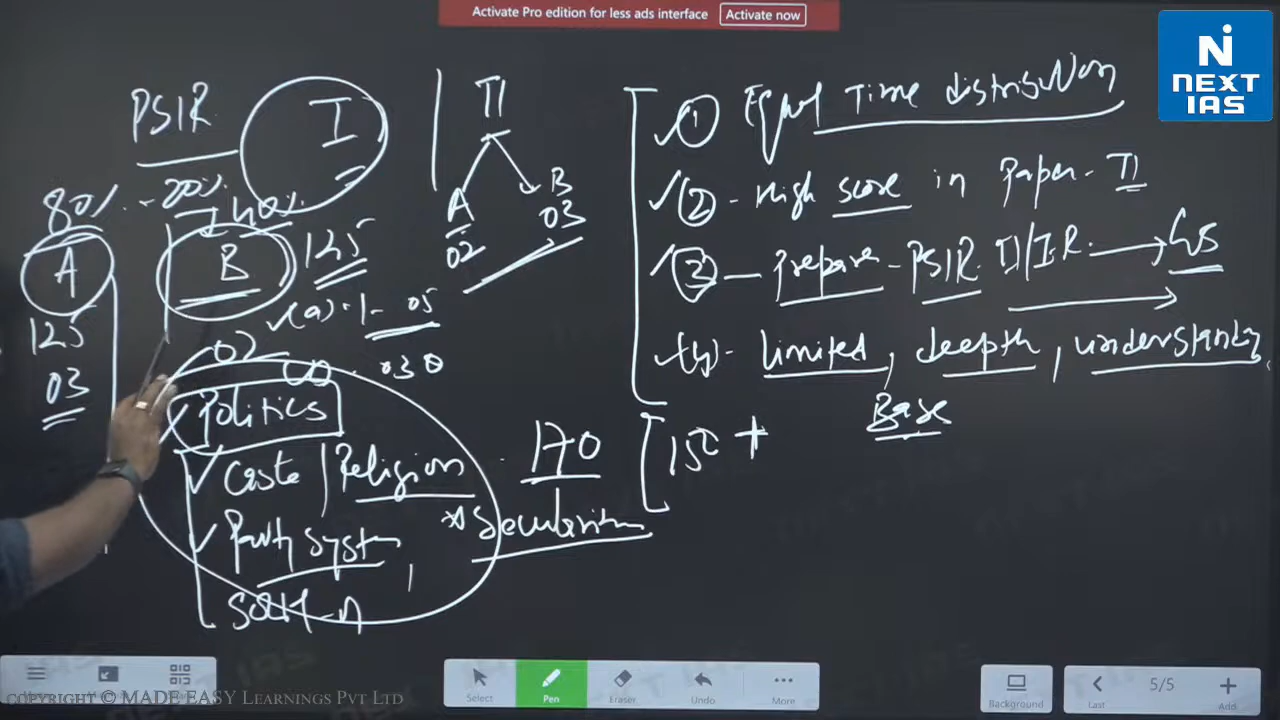 Activate Pro edition for less ads interface Activate now
NEXT IAS
PSIR I
80% - 20%
40%
A
125
03
B 125
(a) · 1 - 05
02
03
Politics
Caste | Religion
Party System,
170
* Secularism
II
A B
02 03
① Equal Time distribution
② - High score in Paper - II
③ - Prepare - PSIR II/IR → GS
(4) - limited, deepth, understanding
Base
[150 +
Select Pen Eraser Undo More
Background
5/5
Last Add
COPYRIGHT © MADE EASY LEARNINGS PVT LTD